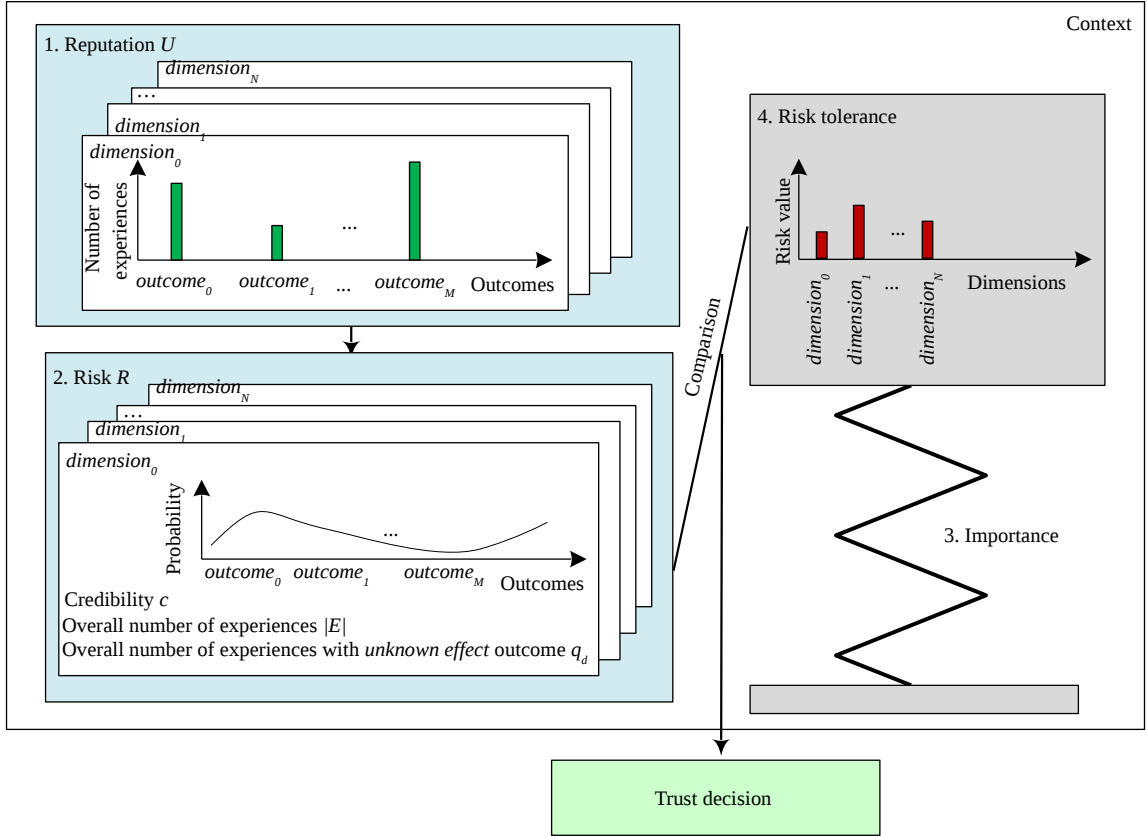 Context
1. Reputation U
dimension_N
...
dimension_1
dimension_0
Number of
experiences
...
outcome_0 outcome_1 ... outcome_M Outcomes
2. Risk R
dimension_N
...
dimension_1
dimension_0
Probability
...
outcome_0 outcome_1 outcome_M Outcomes
Credibility c
Overall number of experiences |E|
Overall number of experiences with unknown effect outcome q_d
Comparison
4. Risk tolerance
Risk value
...
dimension_0 dimension_1 ... dimension_N Dimensions
3. Importance
Trust decision